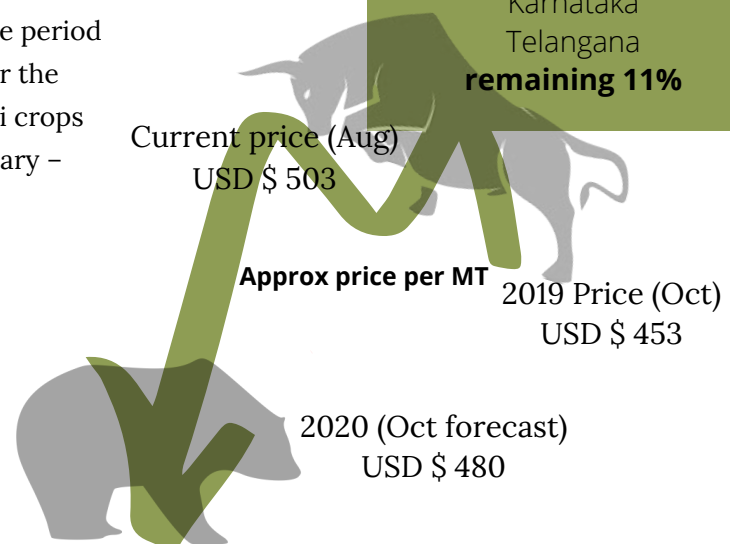 e period
r the
i crops
ary –
Karnataka
Telangana
remaining 11%
Current price (Aug)
USD $ 503
Approx price per MT
2019 Price (Oct)
USD $ 453
2020 (Oct forecast)
USD $ 480